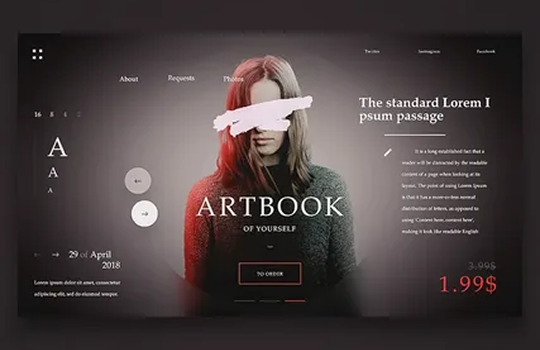 Twitter
Instagram
Facebook
About
Requests
Photos
16 5 4 2
The standard Lorem I
psum passage
A
A
A
It is a long established fact that a
reader will be distracted by the readable
content of a page when looking at its
layout. The point of using Lorem Ipsum
is that it has a more-or-less normal
distribution of letters, as opposed to
using 'Content here, content here',
making it look like readable English
←
→
ARTBOOK
OF YOURSELF
← → 29 of April
2018
TO ORDER
3.99$
1.99$
Lorem ipsum dolor sit amet, consectetur
adipiscing elit, sed do eiusmod tempor.